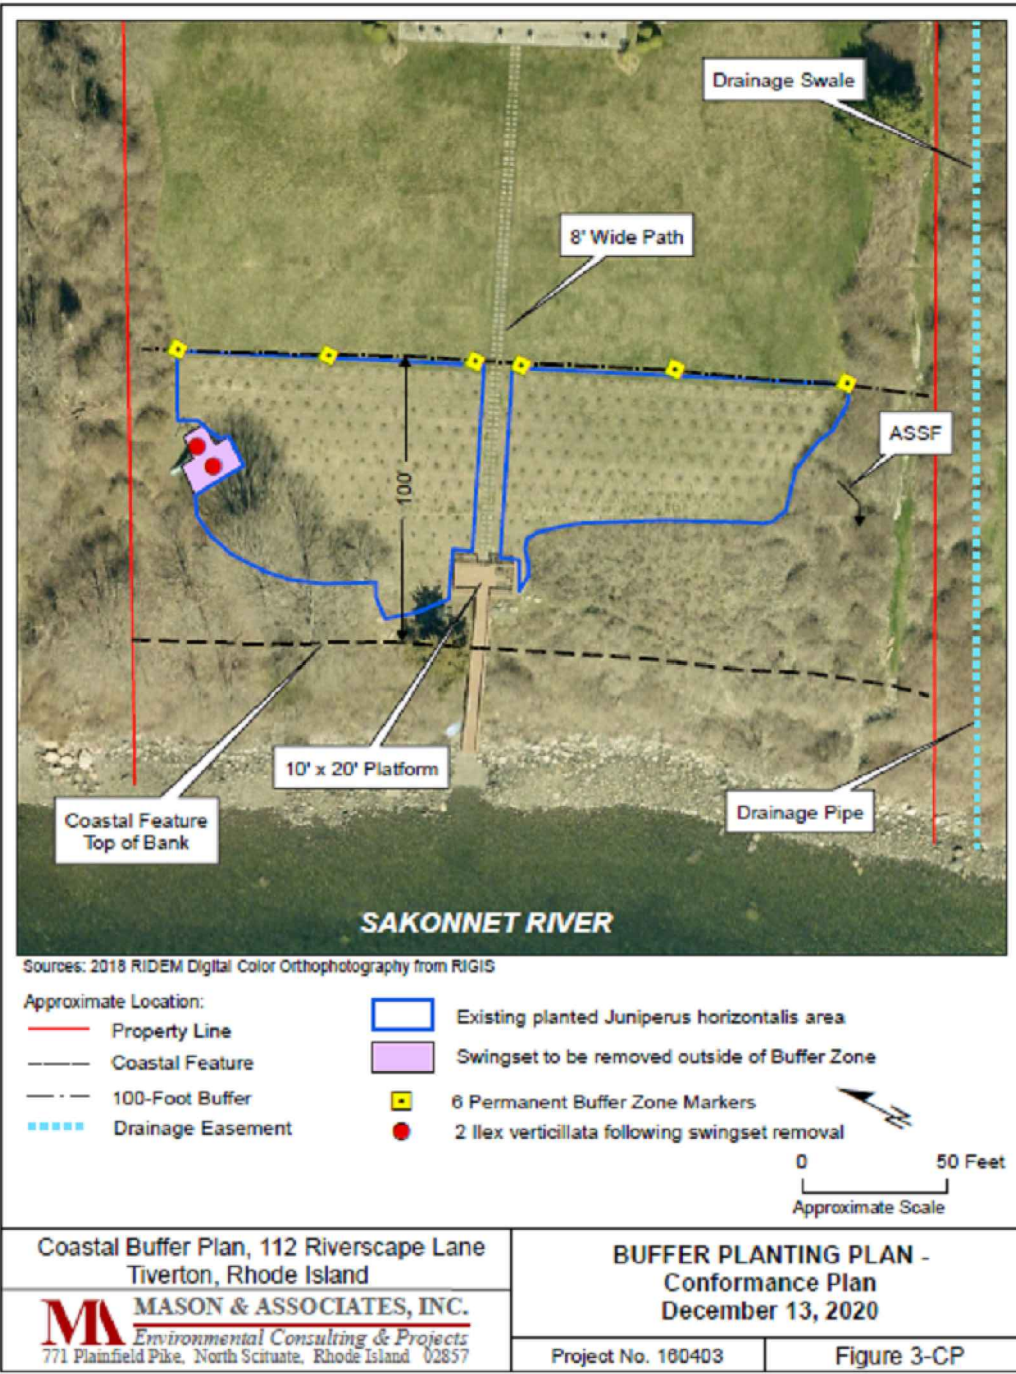 Drainage Swale
8' Wide Path
ASSF
100'
10' x 20' Platform
Coastal Feature
Top of Bank
Drainage Pipe
SAKONNET RIVER
Sources: 2018 RIDEM Digital Color Orthophotography from RIGIS
Approximate Location:
Property Line
Coastal Feature
100-Foot Buffer
Drainage Easement
Existing planted Juniperus horizontalis area
Swingset to be removed outside of Buffer Zone
6 Permanent Buffer Zone Markers
2 Ilex verticillata following swingset removal
N
0 50 Feet
Approximate Scale
Coastal Buffer Plan, 112 Riverscape Lane
Tiverton, Rhode Island
MA MASON & ASSOCIATES, INC.
Environmental Consulting & Projects
771 Plainfield Pike, North Scituate, Rhode Island 02857
BUFFER PLANTING PLAN -
Conformance Plan
December 13, 2020
Project No. 160403
Figure 3-CP